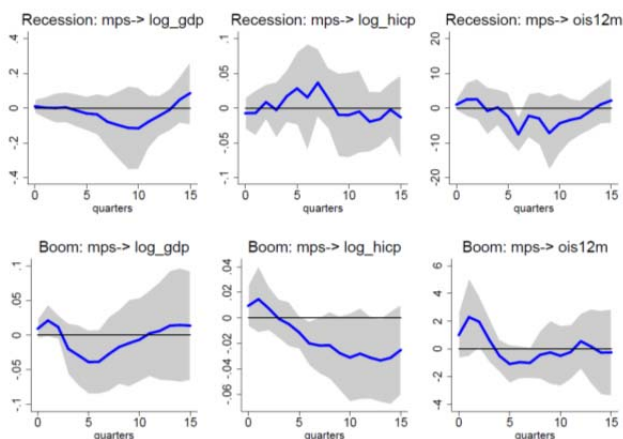 Recession: mps-> log_gdp
.4
.2
0
-.2
-.4
0 5 10 15
quarters
Recession: mps-> log_hicp
.1
.05
0
-.05
-.1
0 5 10 15
quarters
Recession: mps-> ois12m
20
10
0
-10
-20
0 5 10 15
quarters
Boom: mps-> log_gdp
.1
.05
0
-.05
-.1
0 5 10 15
quarters
Boom: mps-> log_hicp
.04
.02
0
-.02
-.04
-.06
0 5 10 15
quarters
Boom: mps-> ois12m
6
4
2
0
-2
-4
0 5 10 15
quarters